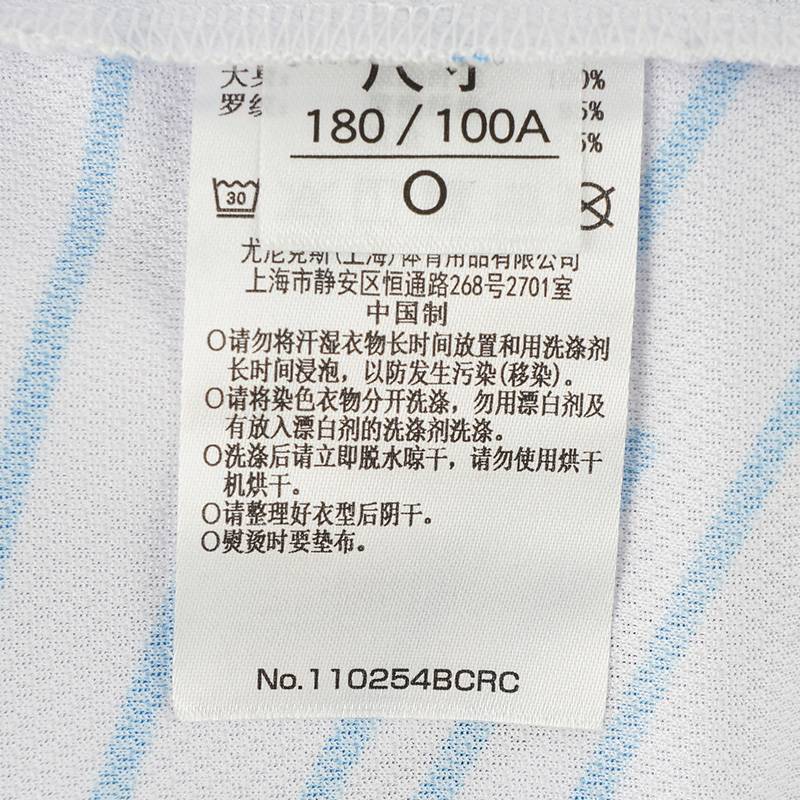 尺寸
180 / 100A
O
30
尤尼克斯(上海)体育用品有限公司
上海市静安区恒通路268号2701室
中国制
○请勿将汗湿衣物长时间放置和用洗涤剂
长时间浸泡，以防发生污染(移染)。
○请将染色衣物分开洗涤，勿用漂白剂及
有放入漂白剂的洗涤剂洗涤。
○洗涤后请立即脱水晾干，请勿使用烘干
机烘干。
○请整理好衣型后阴干。
○熨烫时要垫布。
No.110254BCRC